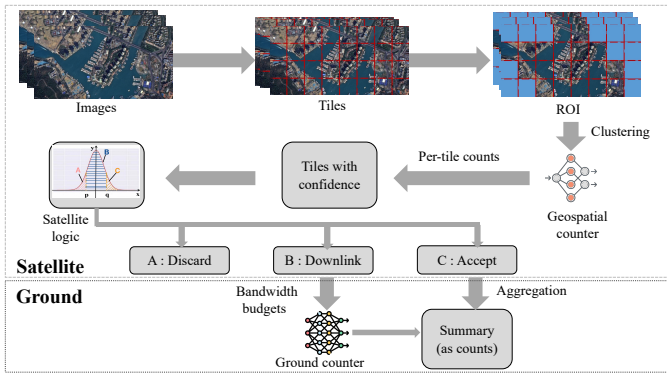 Images
Tiles
ROI
Clustering
Per-tile counts
Tiles with
confidence
Geospatial
counter
y
B
A
C
p
q
x
Satellite
logic
A : Discard
B : Downlink
C : Accept
Satellite
Ground
Bandwidth
budgets
Aggregation
Ground counter
Summary
(as counts)